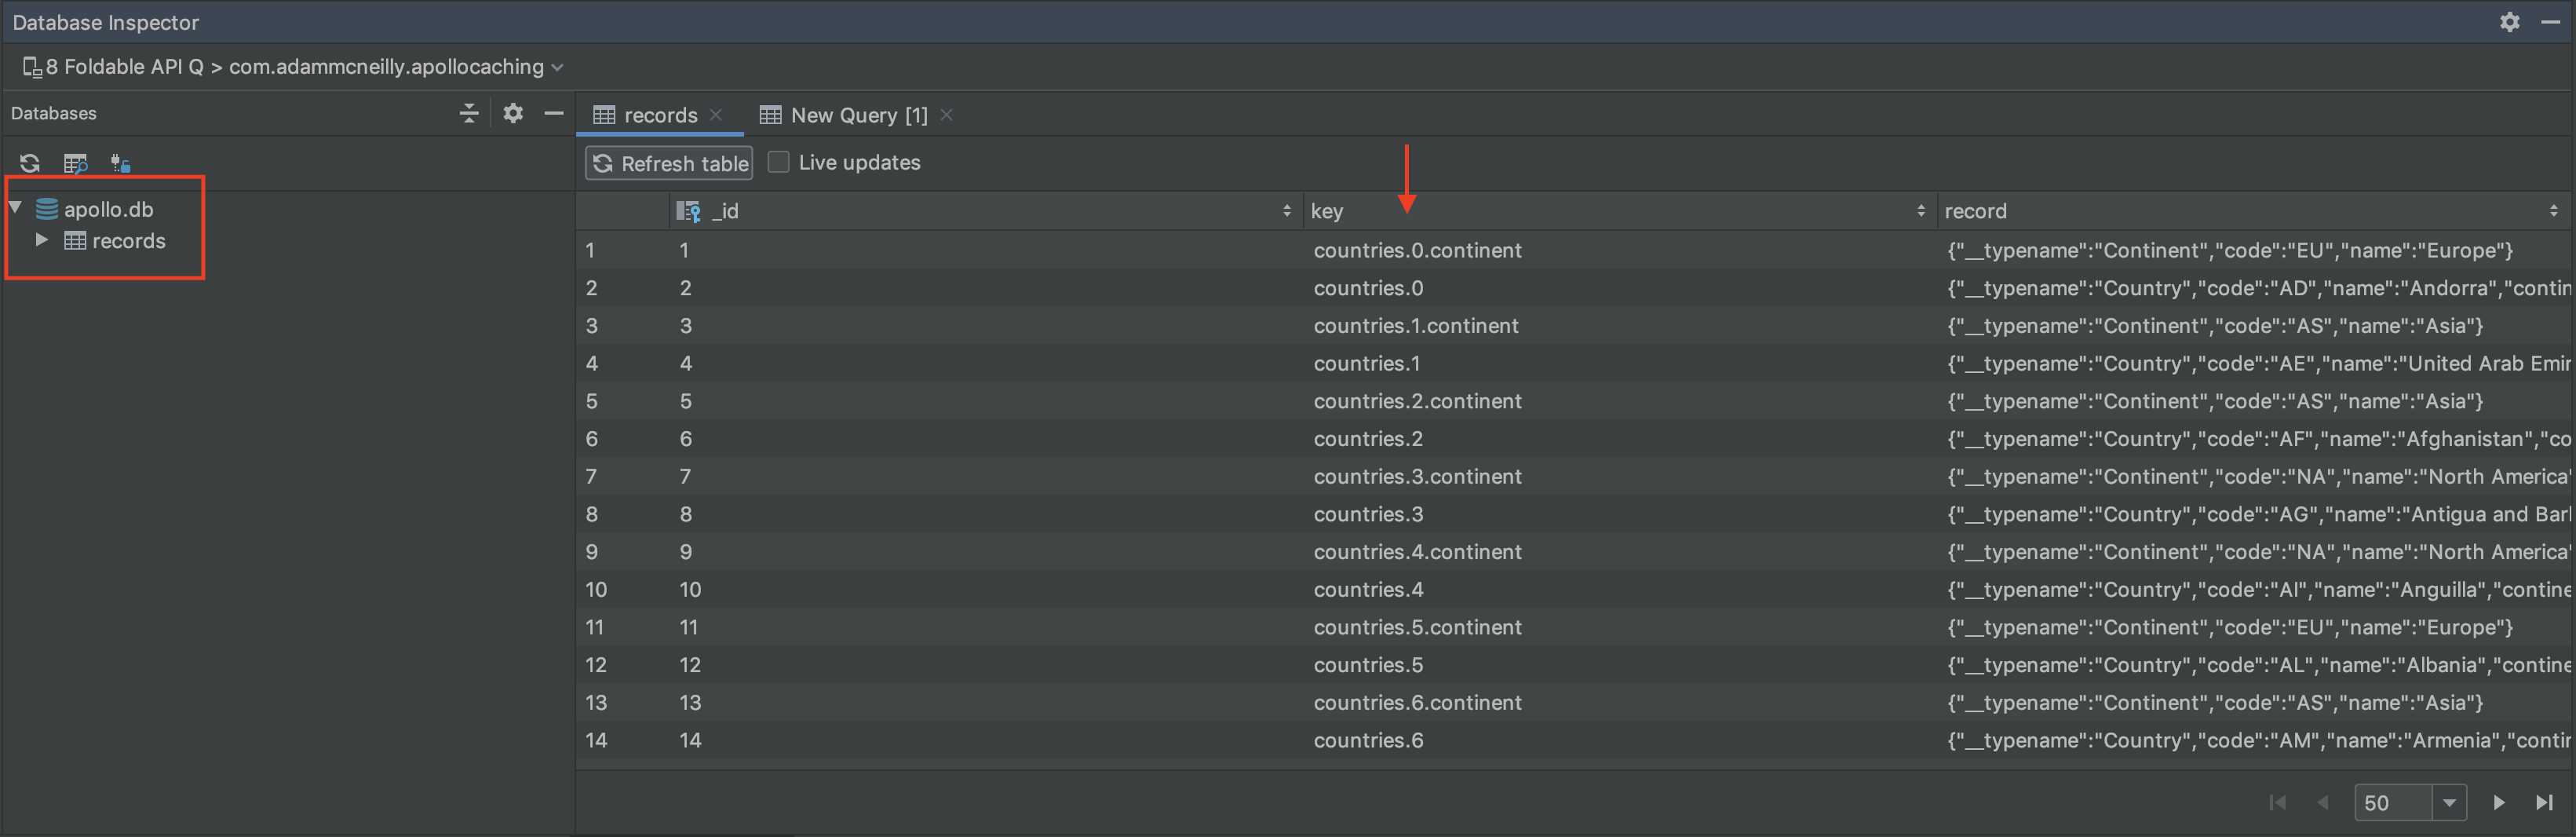 Database Inspector
8 Foldable API Q > com.adammcneilly.apollocaching
Databases
records
New Query [1]
Refresh table
Live updates
apollo.db
records
_id key record
1 1 countries.0.continent {"__typename":"Continent","code":"EU","name":"Europe"}
2 2 countries.0 {"__typename":"Country","code":"AD","name":"Andorra","contin
3 3 countries.1.continent {"__typename":"Continent","code":"AS","name":"Asia"}
4 4 countries.1 {"__typename":"Country","code":"AE","name":"United Arab Emir
5 5 countries.2.continent {"__typename":"Continent","code":"AS","name":"Asia"}
6 6 countries.2 {"__typename":"Country","code":"AF","name":"Afghanistan","co
7 7 countries.3.continent {"__typename":"Continent","code":"NA","name":"North America"
8 8 countries.3 {"__typename":"Country","code":"AG","name":"Antigua and Bar
9 9 countries.4.continent {"__typename":"Continent","code":"NA","name":"North America"
10 10 countries.4 {"__typename":"Country","code":"AI","name":"Anguilla","contine
11 11 countries.5.continent {"__typename":"Continent","code":"EU","name":"Europe"}
12 12 countries.5 {"__typename":"Country","code":"AL","name":"Albania","contine
13 13 countries.6.continent {"__typename":"Continent","code":"AS","name":"Asia"}
14 14 countries.6 {"__typename":"Country","code":"AM","name":"Armenia","contin
50